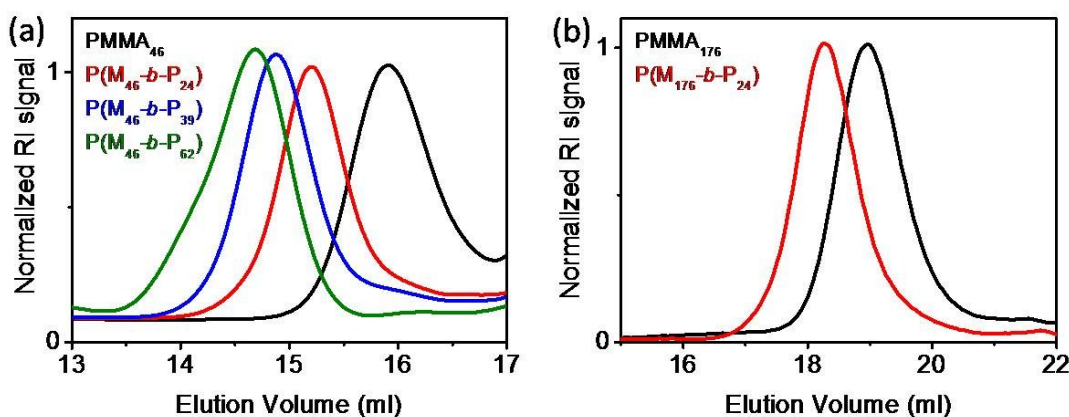 (a)
PMMA46
P(M46-b-P24)
P(M46-b-P39)
P(M46-b-P62)
Normalized RI signal
1
0
13 14 15 16 17
Elution Volume (ml)
(b)
PMMA176
P(M176-b-P24)
Normalized RI signal
1
0
16 18 20 22
Elution Volume (ml)